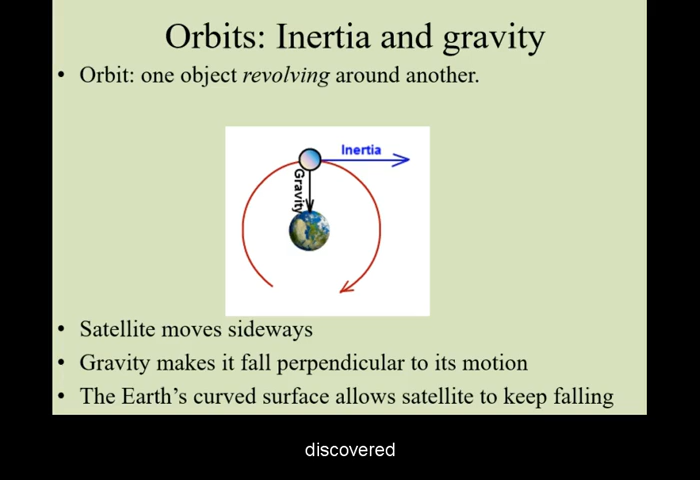 Orbits: Inertia and gravity
• Orbit: one object revolving around another.
Inertia
Gravity
• Satellite moves sideways
• Gravity makes it fall perpendicular to its motion
• The Earth's curved surface allows satellite to keep falling
discovered